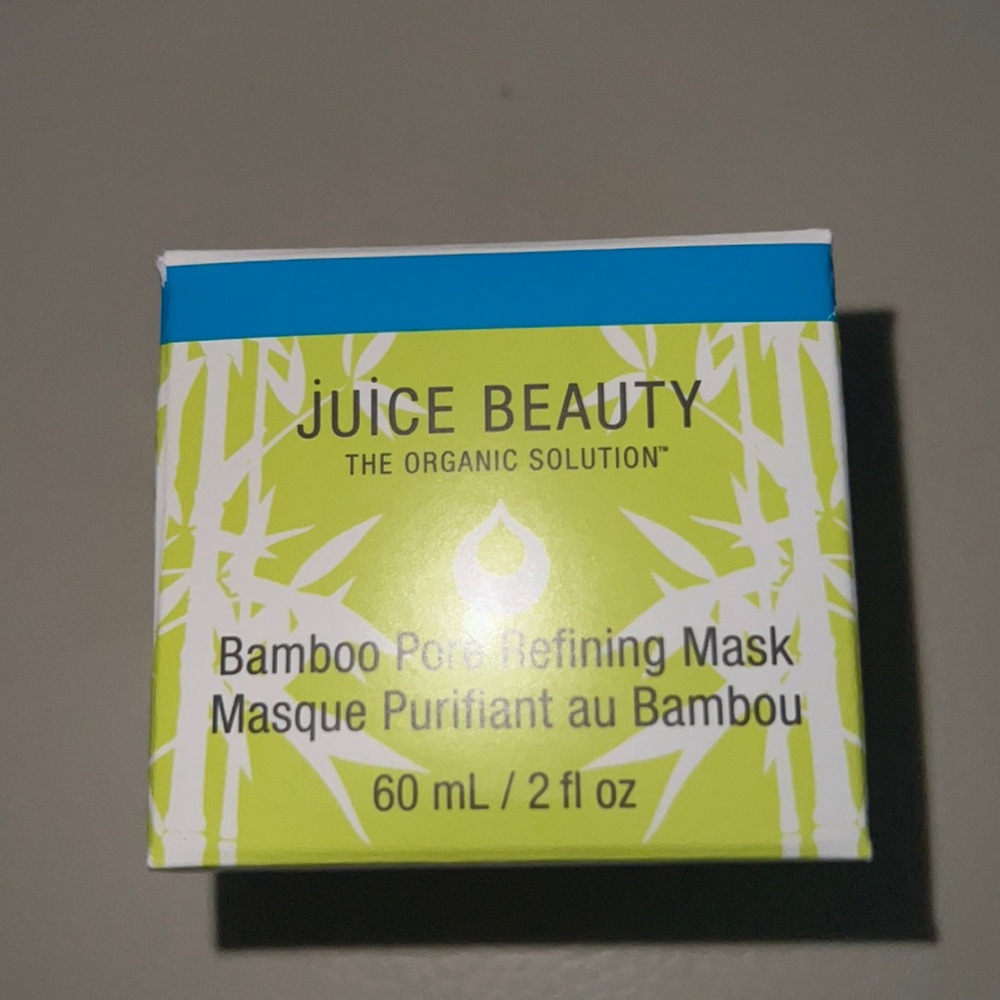 juice BEAUTY
THE ORGANIC SOLUTION™
Bamboo Pore Refining Mask
Masque Purifiant au Bambou
60 mL / 2 fl oz